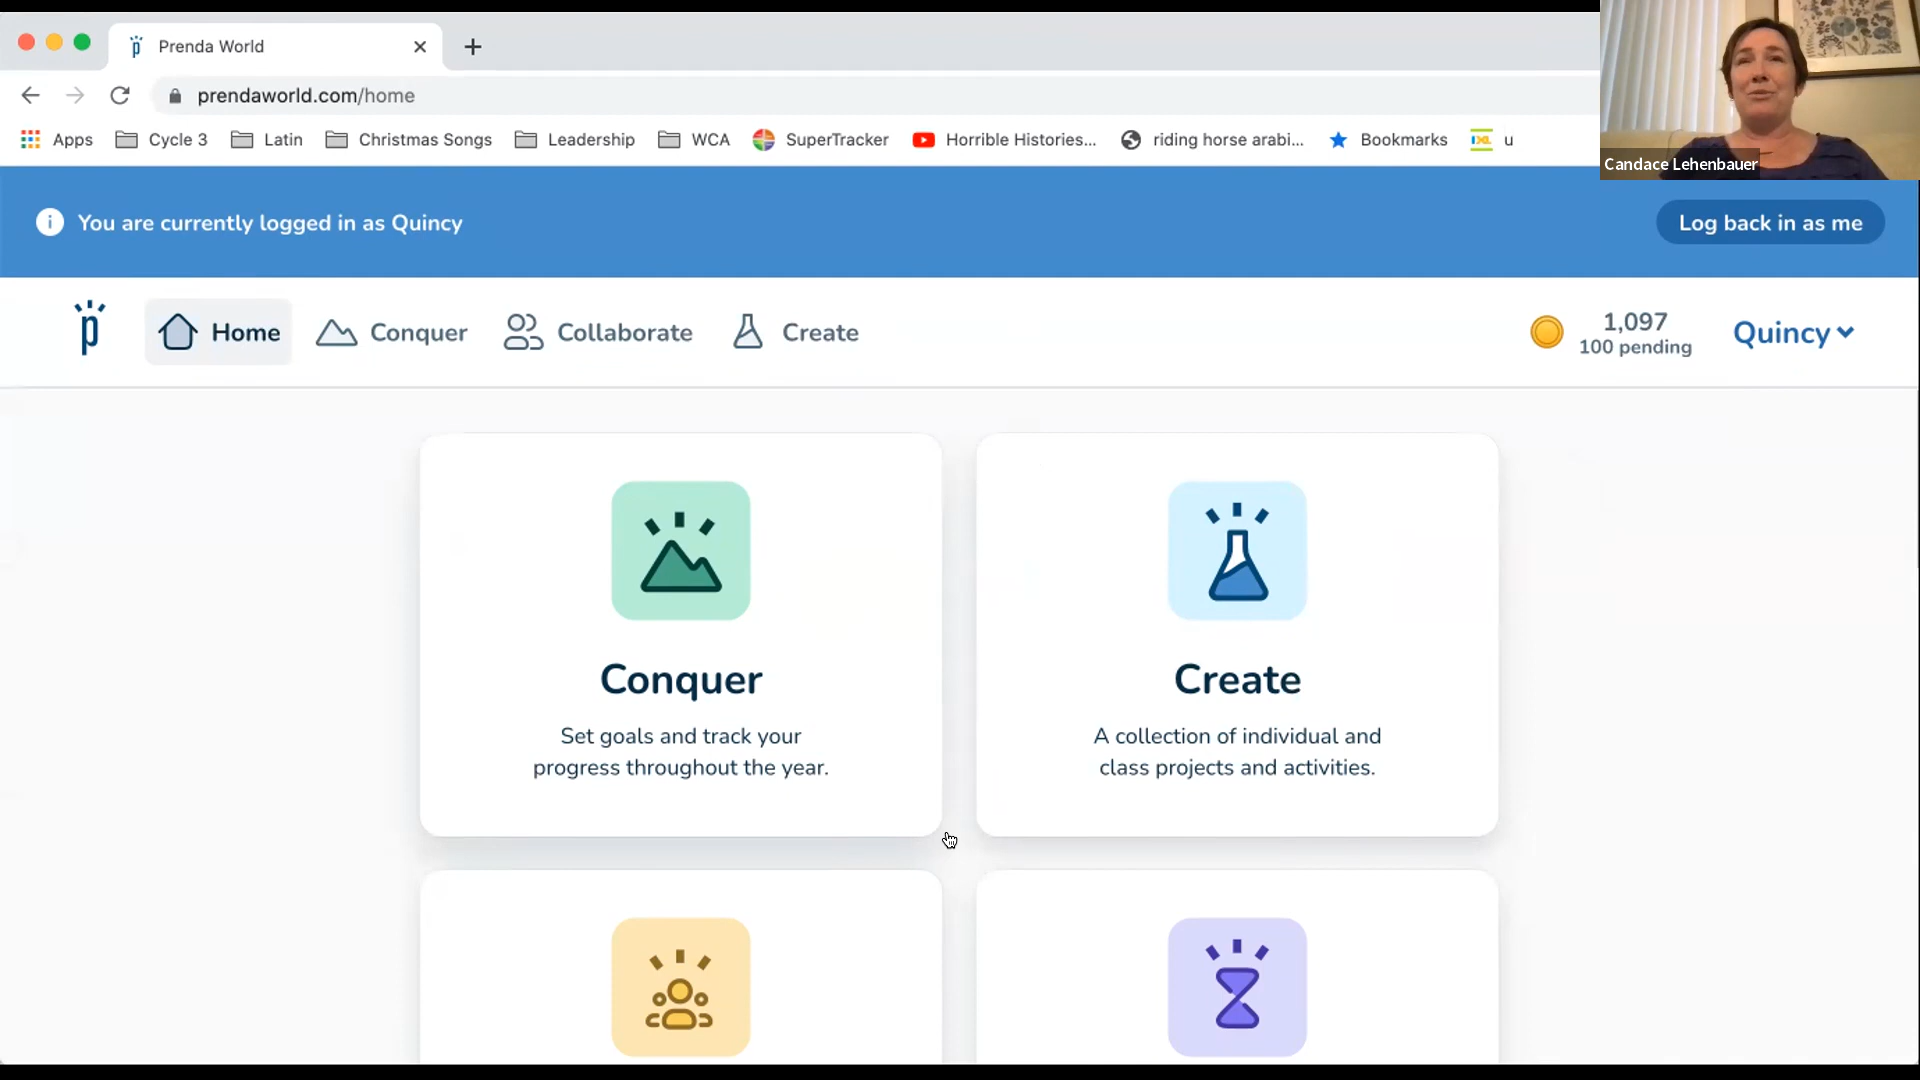 Prenda World
prendaworld.com/home
Apps Cycle 3 Latin Christmas Songs Leadership WCA SuperTracker Horrible Histories... riding horse arabi... Bookmarks IXL u
Candace Lehenbauer
You are currently logged in as Quincy
Log back in as me
p Home Conquer Collaborate Create
1,097
100 pending
Quincy
Conquer
Set goals and track your
progress throughout the year.
Create
A collection of individual and
class projects and activities.